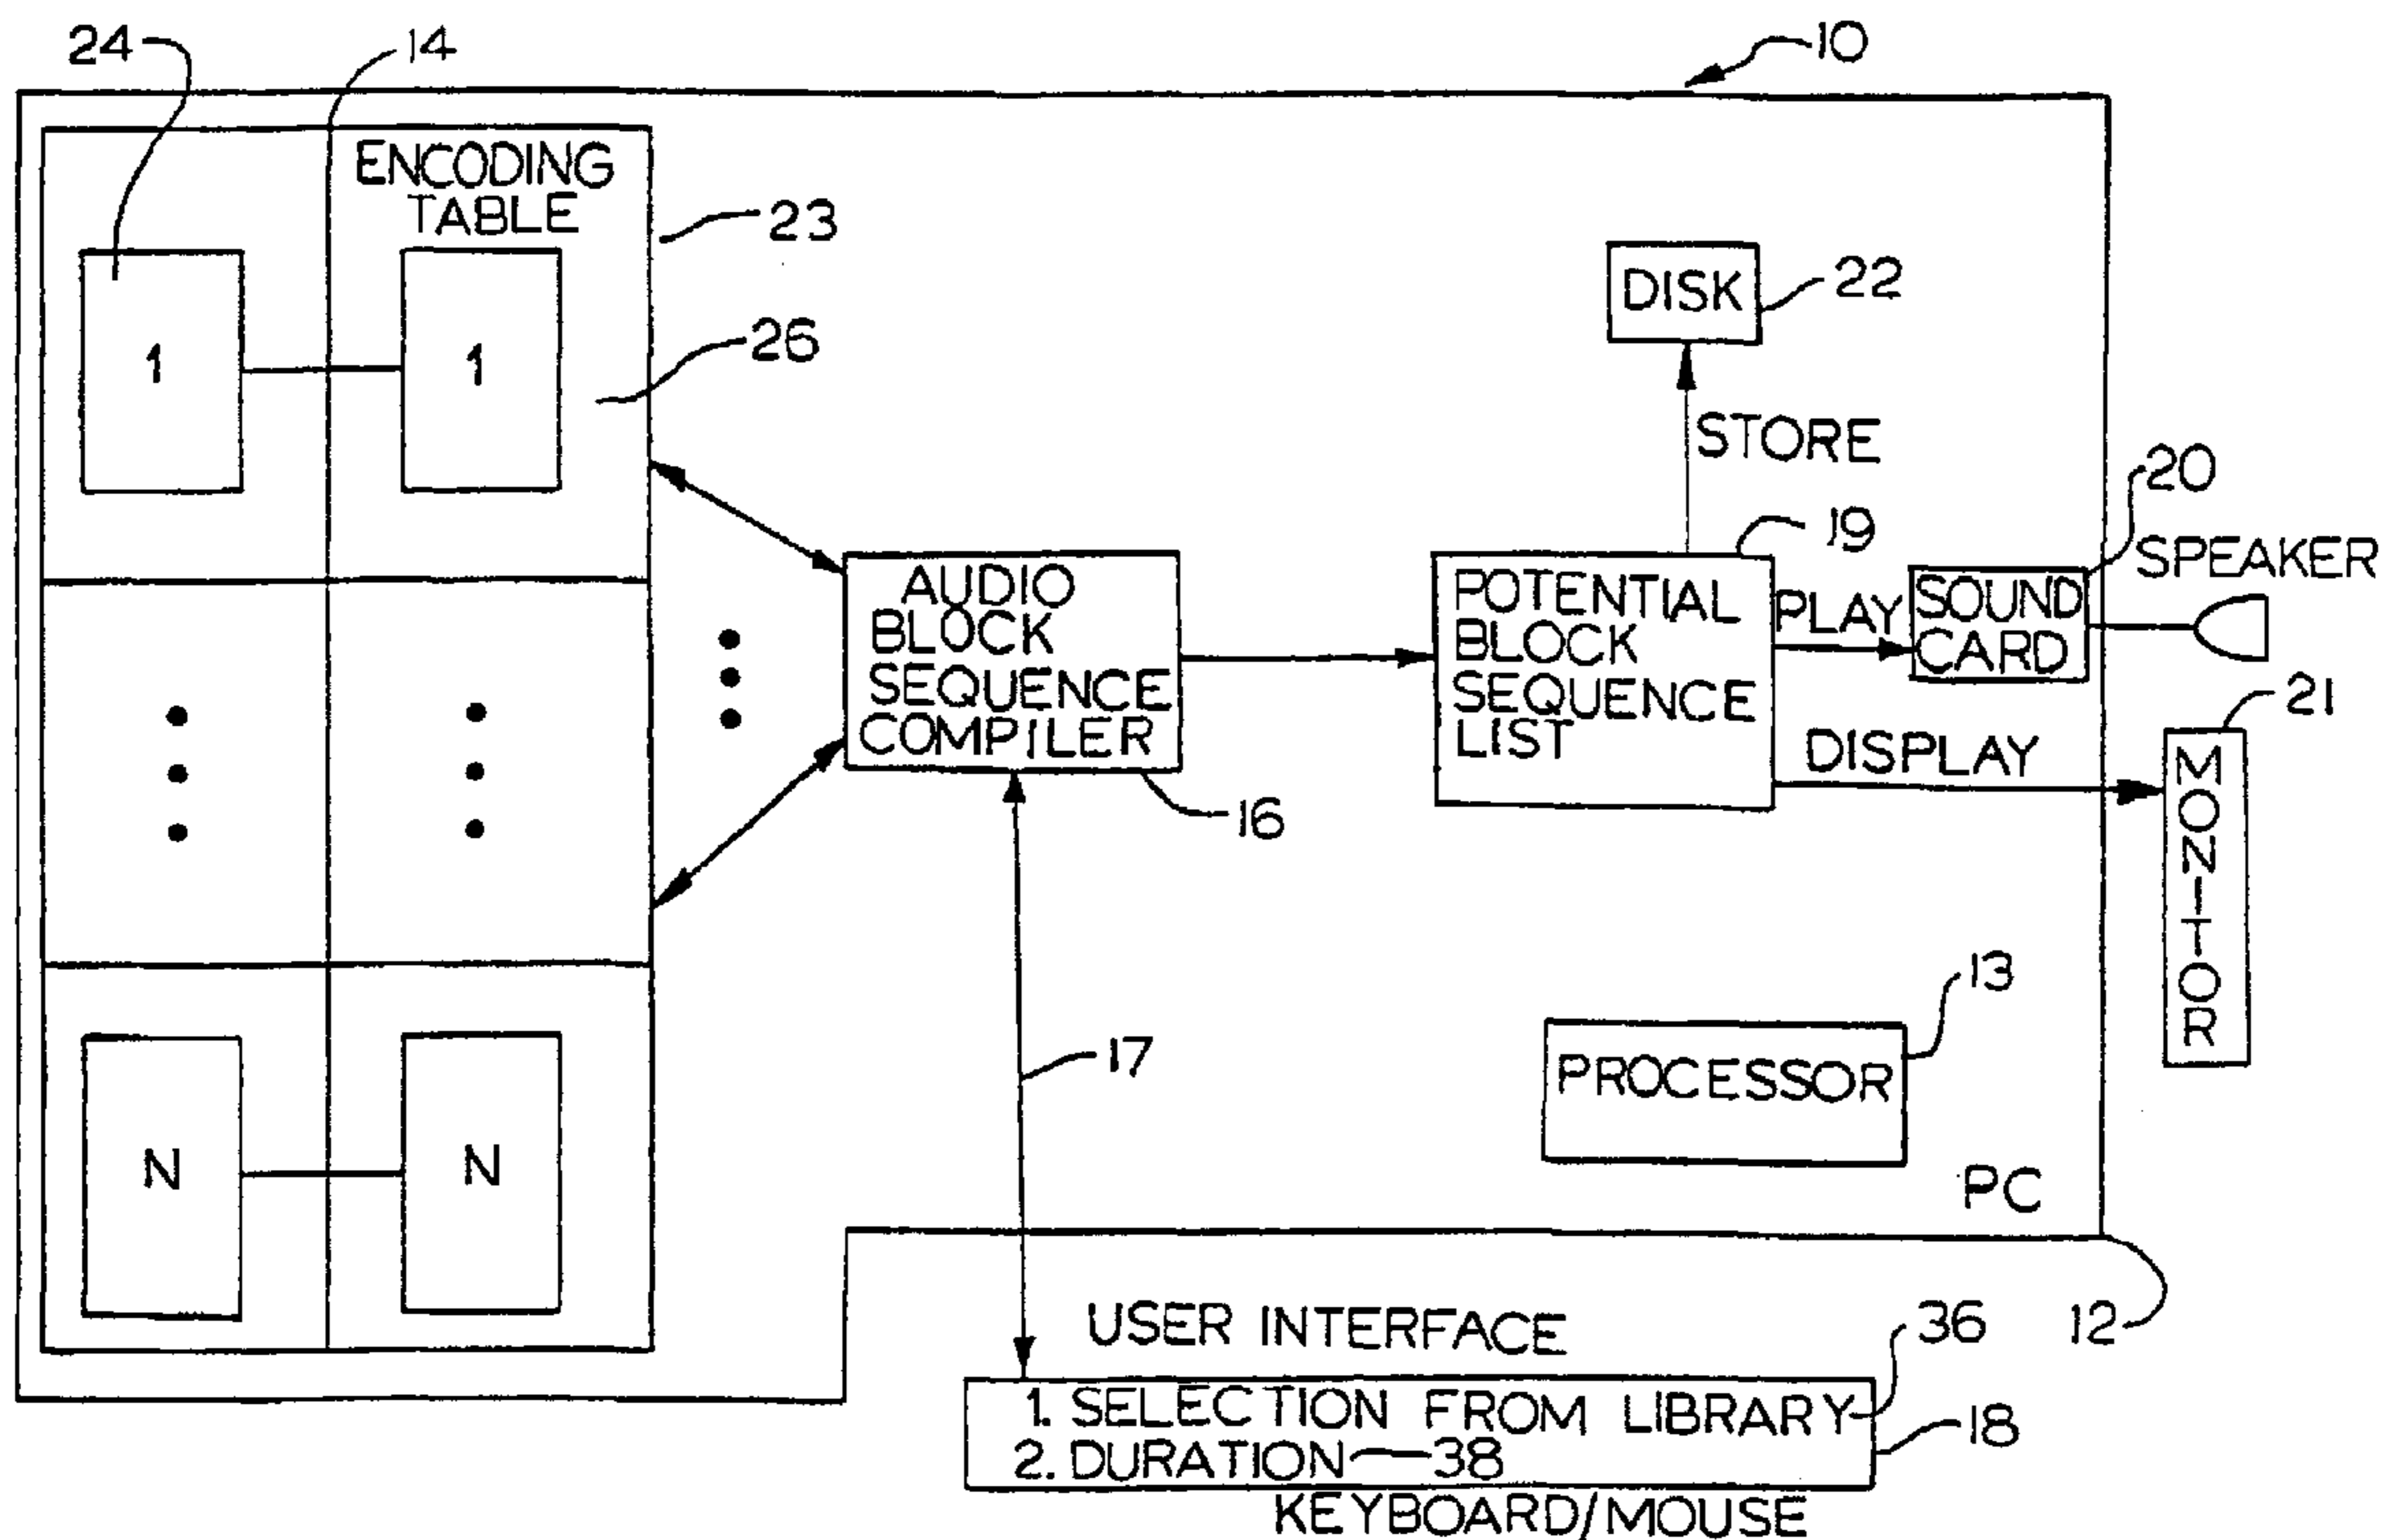 24
14
10
ENCODING
TABLE
23
1
1
26
DISK
22
STORE
20
SPEAKER
19
AUDIO
BLOCK
SEQUENCE
COMPILER
16
POTENTIAL
BLOCK
SEQUENCE
LIST
PLAY
SOUND
CARD
DISPLAY
21
MONITOR
17
13
PROCESSOR
PC
N
N
12
USER INTERFACE
36
1. SELECTION FROM LIBRARY
2. DURATION 38
18
KEYBOARD/MOUSE